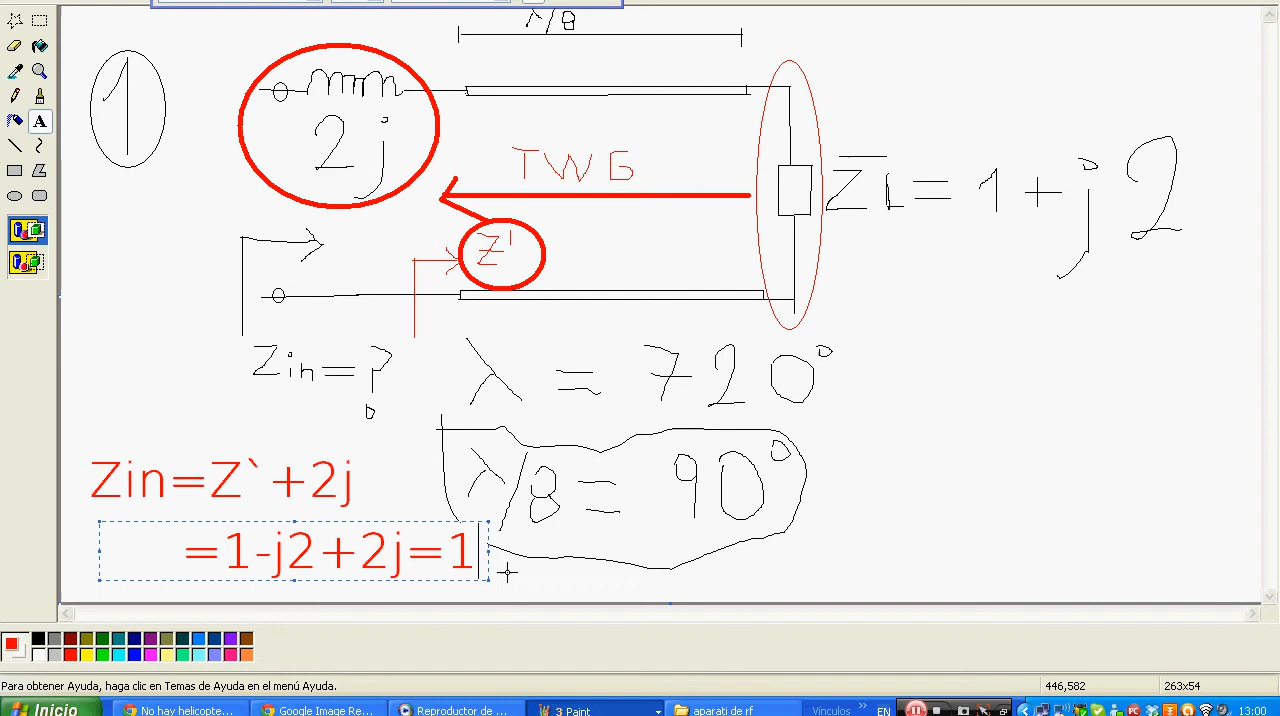 λ/8
1
2j
TWG
ZL = 1 + j2
Z'
Zin = ?
λ = 720°
λ/8 = 90°
Zin=Z`+2j
=1-j2+2j=1
A
Para obtener Ayuda, haga clic en Temas de Ayuda en el menú Ayuda.
446,582
263x54
Inicio
No hay helicopte...
Google Image Re...
Reproductor de ...
3 Paint
aparati de rf
Vínculos
»
EN
13:00